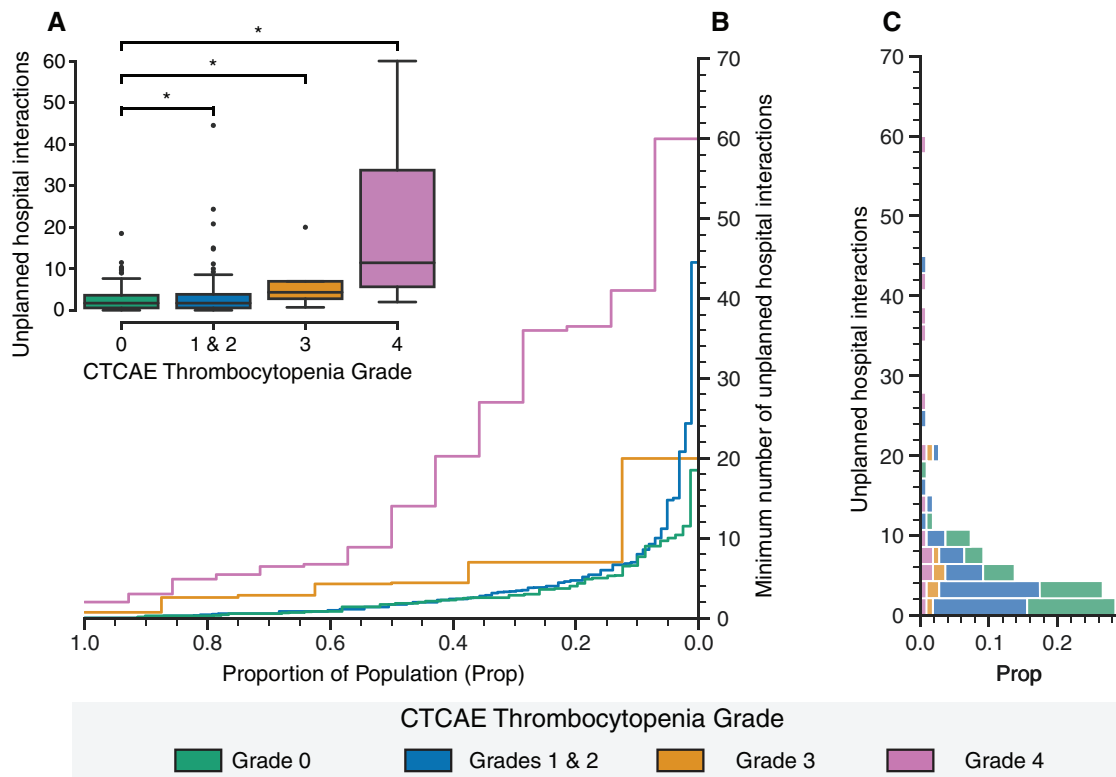 A
B
C
Unplanned hospital interactions
60
50
40
30
20
10
0
*
*
*
0
1 & 2
3
4
CTCAE Thrombocytopenia Grade
1.0
0.8
0.6
0.4
0.2
0.0
Proportion of Population (Prop)
70
60
50
40
30
20
10
0
Minimum number of unplanned hospital interactions
Unplanned hospital interactions
70
60
50
40
30
20
10
0
0.0
0.1
0.2
Prop
CTCAE Thrombocytopenia Grade
Grade 0
Grades 1 & 2
Grade 3
Grade 4